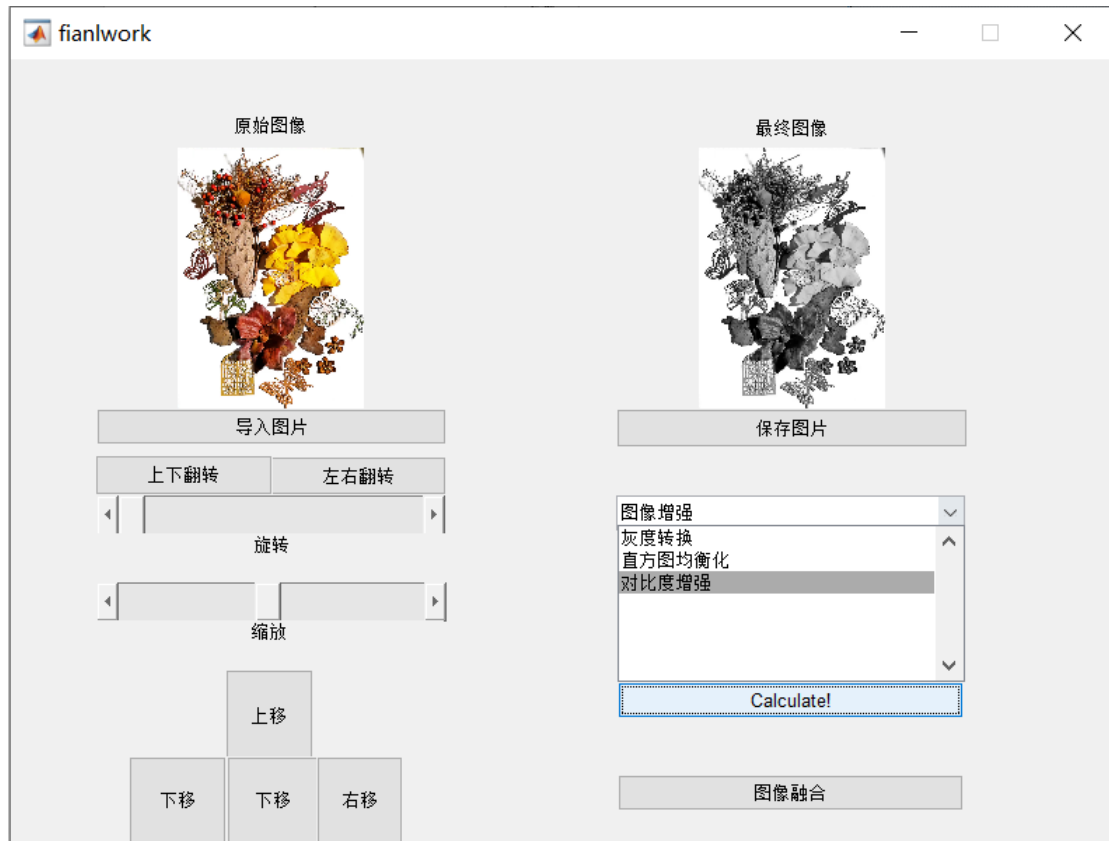 fianlwork
原始图像
最终图像
导入图片
保存图片
上下翻转
左右翻转
旋转
缩放
图像增强
灰度转换
直方图均衡化
对比度增强
Calculate!
上移
下移
下移
右移
图像融合